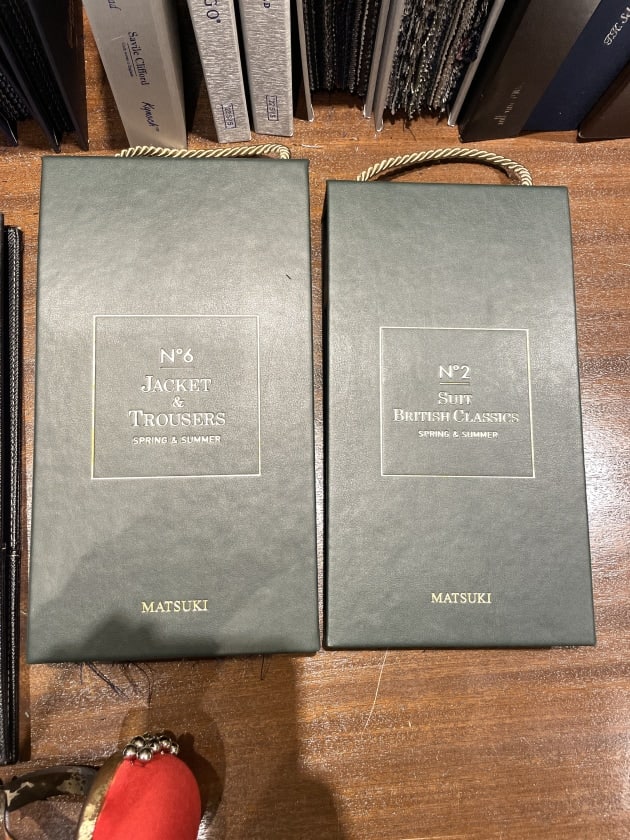 Savile Clifford
N°6
JACKET
&
TROUSERS
SPRING & SUMMER
MATSUKI
N°2
SUIT
BRITISH CLASSICS
SPRING & SUMMER
MATSUKI